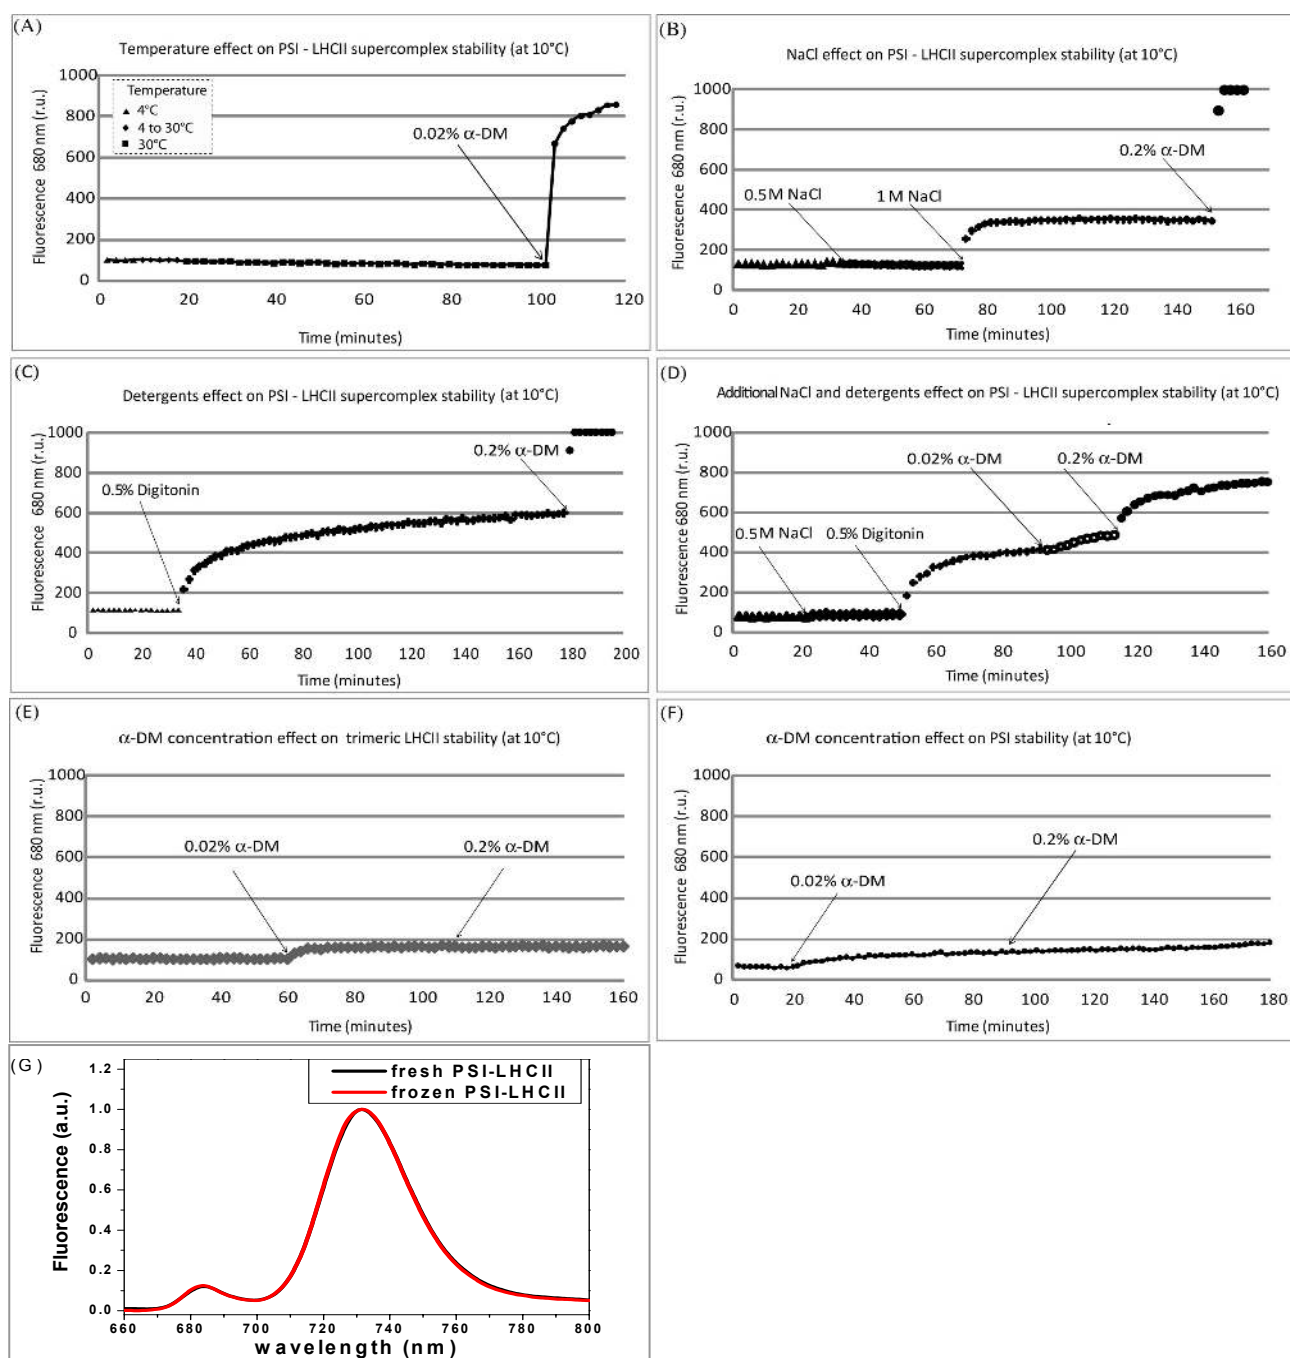 (A)
Temperature effect on PSI - LHCII supercomplex stability (at 10°C)
Fluorescence 680 nm (r.u.)
1000
800
600
400
200
0
Temperature
4°C
4 to 30°C
30°C
0.02% α-DM
0 20 40 60 80 100 120
Time (minutes)
(B)
NaCl effect on PSI - LHCII supercomplex stability (at 10°C)
Fluorescence 680 nm (r.u.)
1000
800
600
400
200
0
0.5M NaCl
1M NaCl
0.2% α-DM
0 20 40 60 80 100 120 140 160
Time (minutes)
(C)
Detergents effect on PSI - LHCII supercomplex stability (at 10°C)
Fluorescence 680 nm (r.u.)
1000
800
600
400
200
0
0.5% Digitonin
0.2% α-DM
0 20 40 60 80 100 120 140 160 180 200
Time (minutes)
(D)
Additional NaCl and detergents effect on PSI - LHCII supercomplex stability (at 10°C)
Fluorescence 680 nm (r.u.)
1000
800
600
400
200
0
0.5M NaCl
0.5% Digitonin
0.02% α-DM
0.2% α-DM
0 20 40 60 80 100 120 140 160
Time (minutes)
(E)
α-DM concentration effect on trimeric LHCII stability (at 10°C)
Fluorescence 680 nm (r.u.)
1000
800
600
400
200
0
0.02% α-DM
0.2% α-DM
0 20 40 60 80 100 120 140 160
Time (minutes)
(F)
α-DM concentration effect on PSI stability (at 10°C)
Fluorescence 680 nm (r.u.)
1000
800
600
400
200
0
0.02% α-DM
0.2% α-DM
0 20 40 60 80 100 120 140 160 180
Time (minutes)
(G)
fresh PSI-LHCII
frozen PSI-LHCII
Fluorescence (a.u.)
1.2
1.0
0.8
0.6
0.4
0.2
0.0
660 680 700 720 740 760 780 800
wavelength (nm)